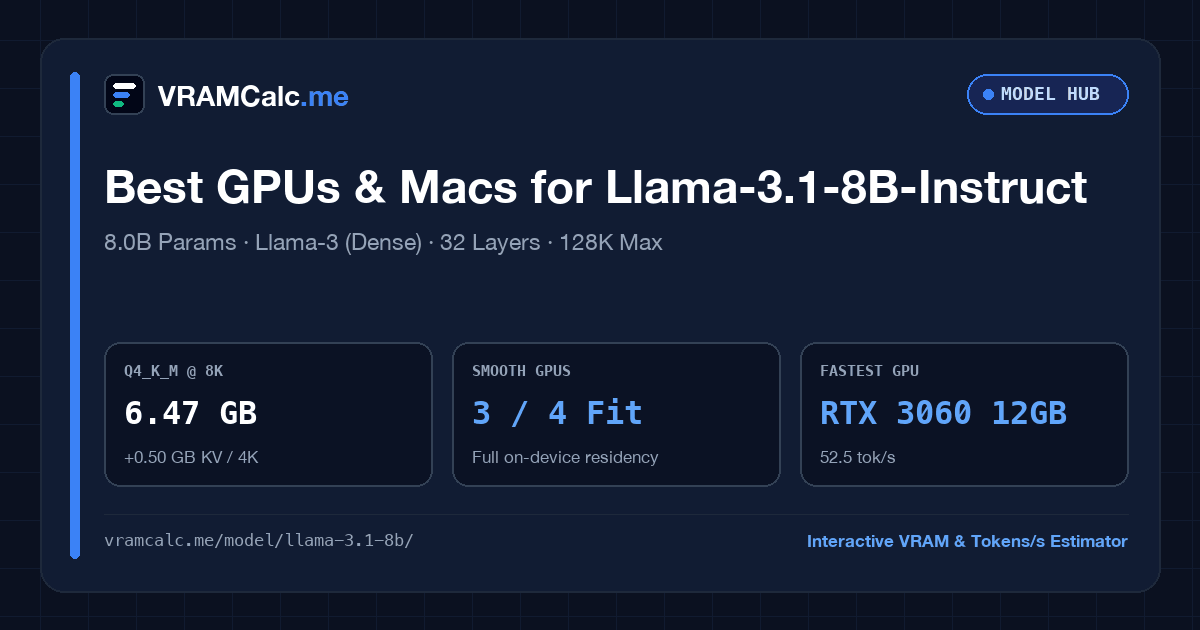 VRAMCalc.me
MODEL HUB
Best GPUs & Macs for Llama-3.1-8B-Instruct
8.0B Params · Llama-3 (Dense) · 32 Layers · 128K Max
Q4_K_M @ 8K
6.47 GB
+0.50 GB KV / 4K
SMOOTH GPUS
3 / 4 Fit
Full on-device residency
FASTEST GPU
RTX 3060 12GB
52.5 tok/s
vramcalc.me/model/llama-3.1-8b/
Interactive VRAM & Tokens/s Estimator